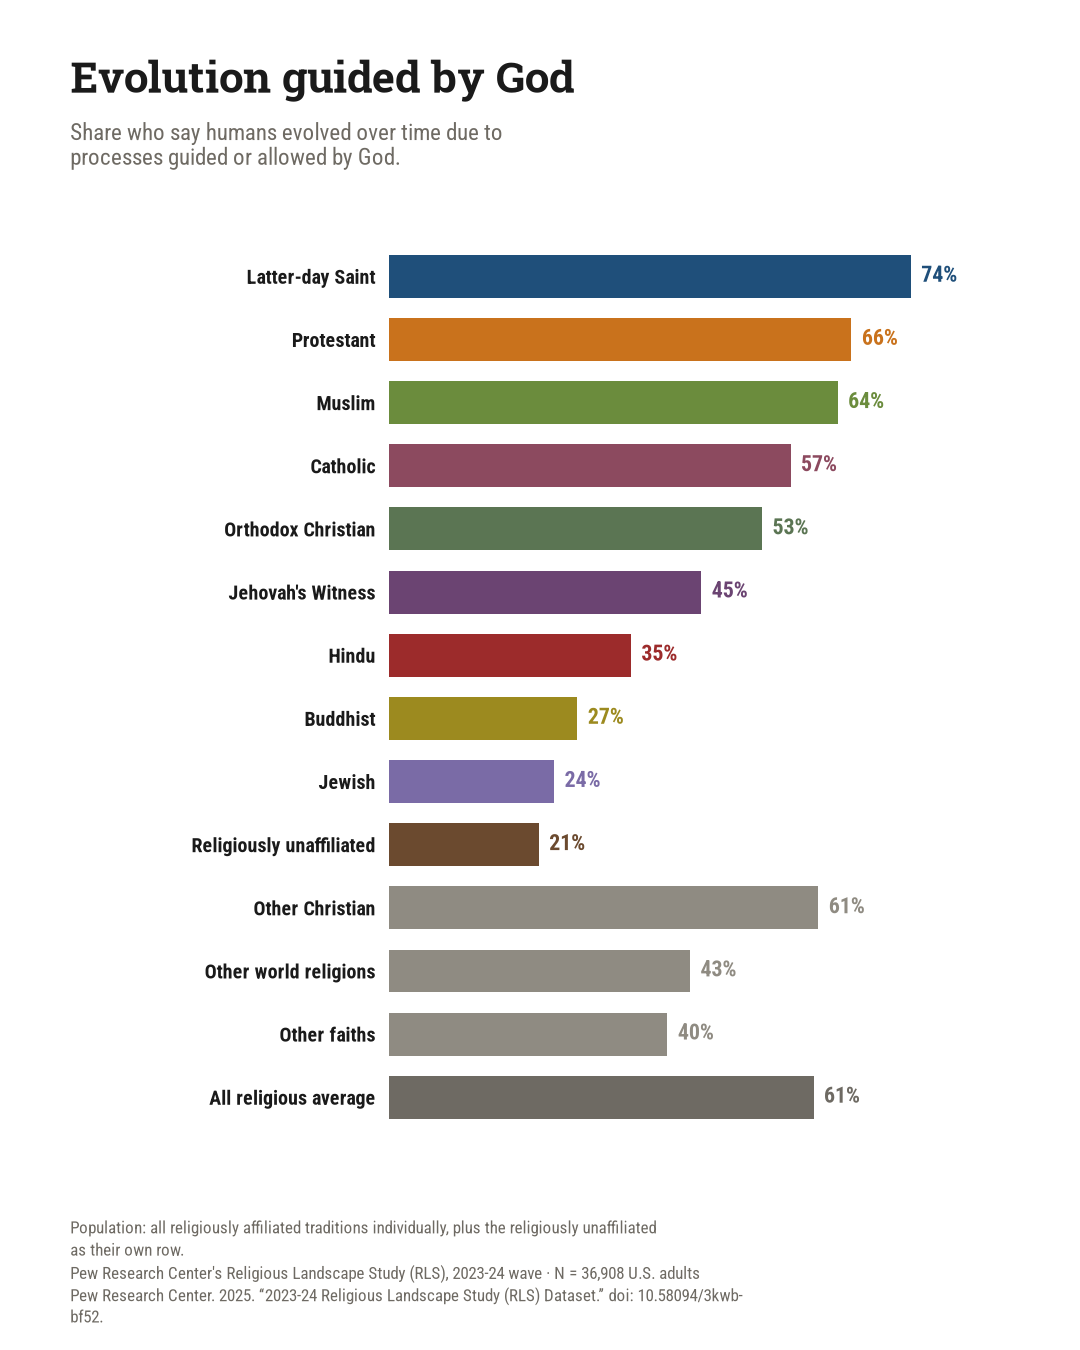 Evolution guided by God
Share who say humans evolved over time due to
processes guided or allowed by God.
Latter-day Saint 74%
Protestant 66%
Muslim 64%
Catholic 57%
Orthodox Christian 53%
Jehovah's Witness 45%
Hindu 35%
Buddhist 27%
Jewish 24%
Religiously unaffiliated 21%
Other Christian 61%
Other world religions 43%
Other faiths 40%
All religious average 61%
Population: all religiously affiliated traditions individually, plus the religiously unaffiliated
as their own row.
Pew Research Center's Religious Landscape Study (RLS), 2023-24 wave · N = 36,908 U.S. adults
Pew Research Center. 2025. “2023-24 Religious Landscape Study (RLS) Dataset.” doi: 10.58094/3kwb-
bf52.